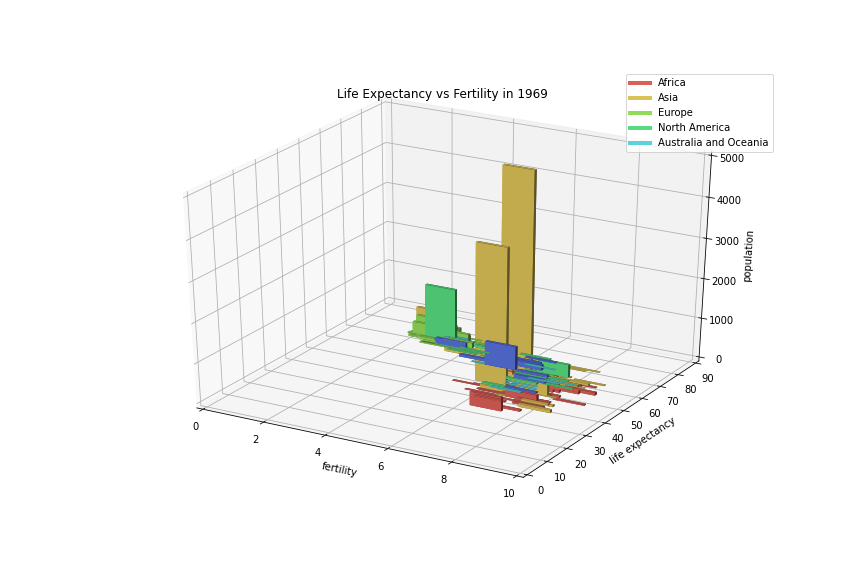 Life Expectancy vs Fertility in 1969
Africa
Asia
Europe
North America
Australia and Oceania
5000
4000
3000
2000
1000
0
population
90
80
70
60
50
40
30
20
10
0
life expectancy
0
2
4
6
8
10
fertility